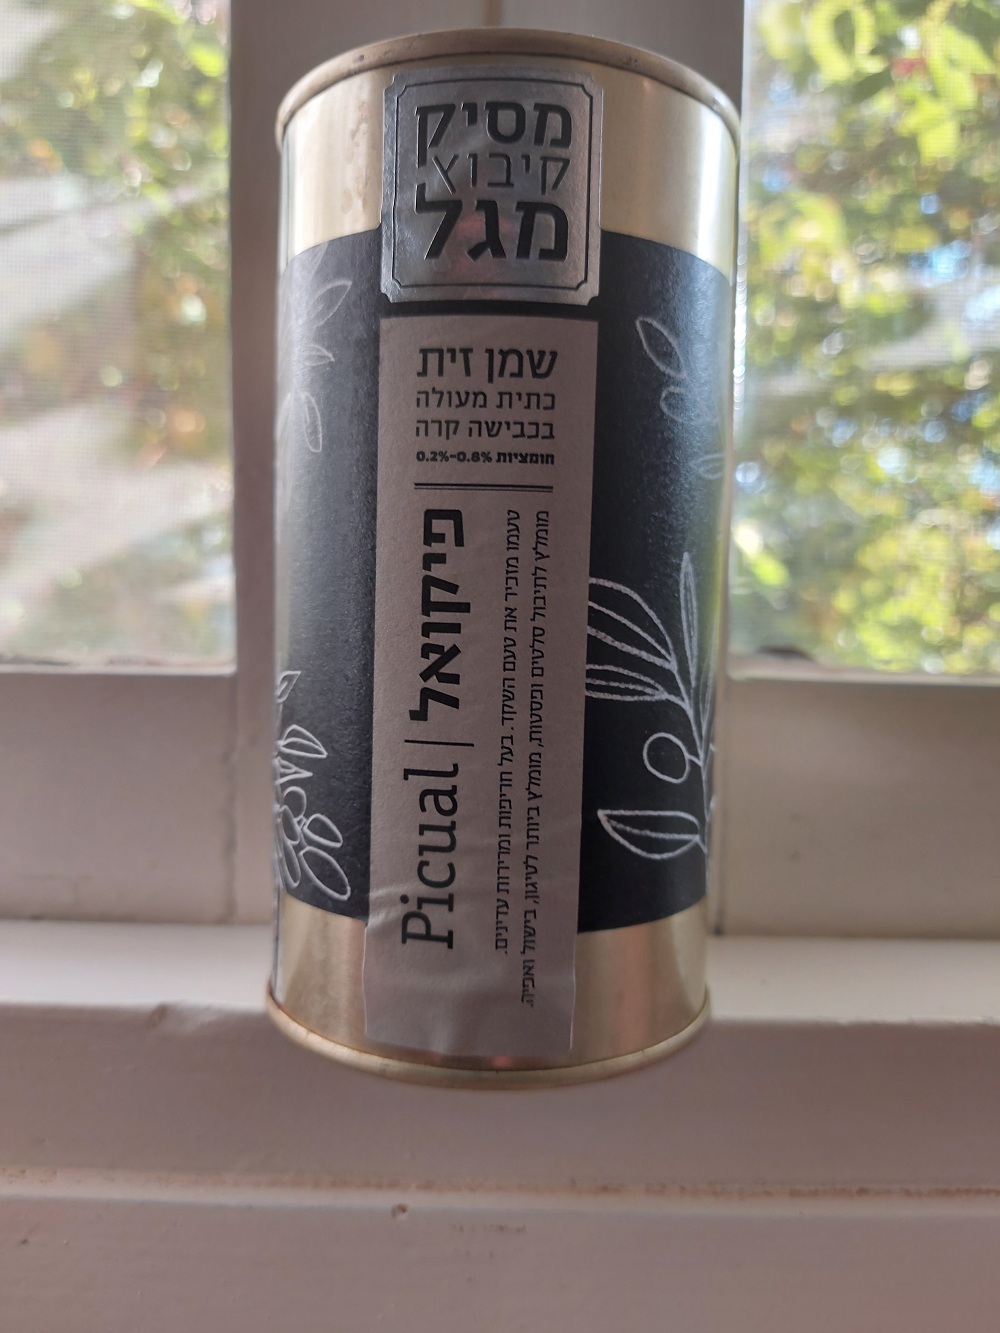 מסיק
קיבוץ
מגל
שמן זית
כתית מעולה
בכבישה קרה
חומציות 0.2%-0.8%
Picual | פיקואל
טעמו מזכיר את טעם השקד. בעל חריפות ומרירות עדינים.
מומלץ לתיבול סלטים ופסטות, מומלץ ביותר לטיגון, בישול ואפיה.